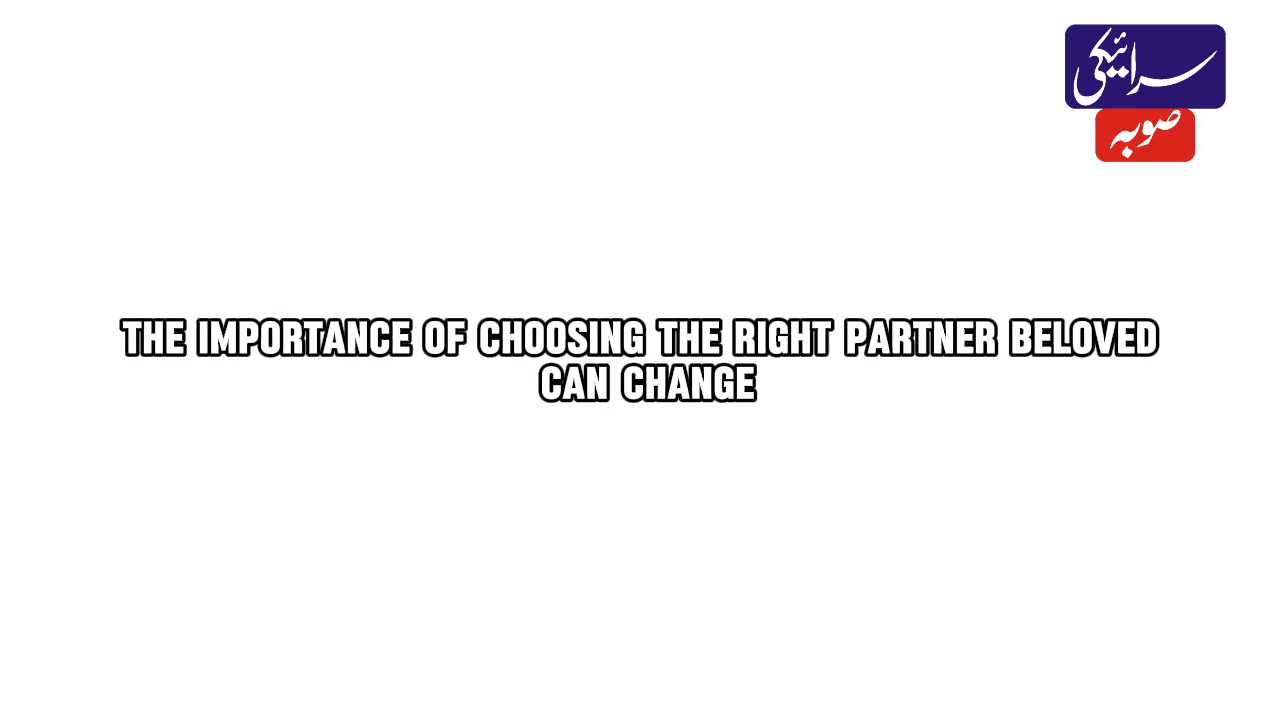 سرائیکی
صوبہ
THE IMPORTANCE OF CHOOSING THE RIGHT PARTNER BELOVED
CAN CHANGE